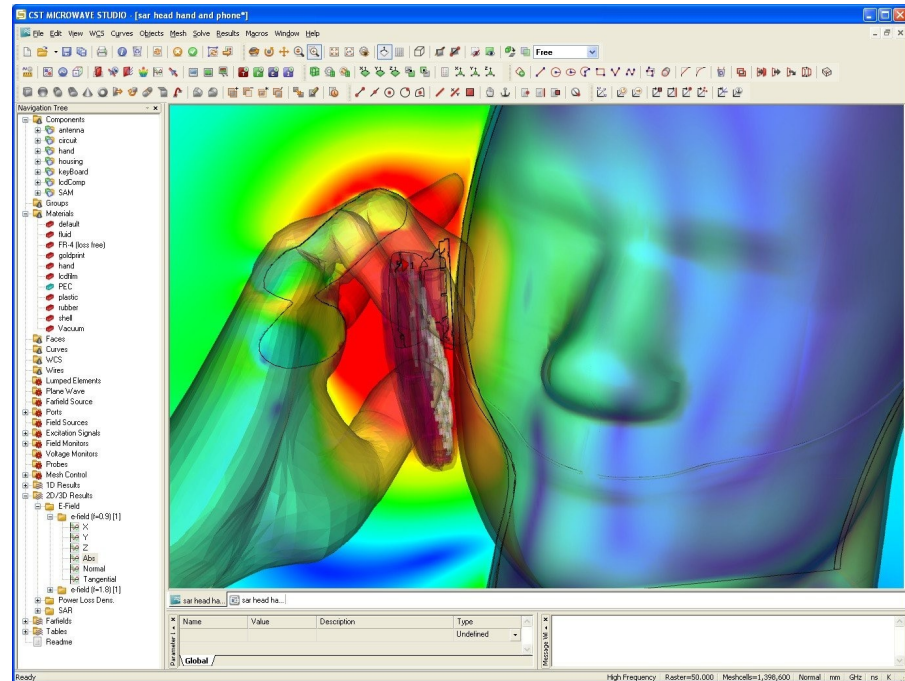 CST MICROWAVE STUDIO - [sar head hand and phone*]
File Edit View WCS Curves Objects Mesh Solve Results Macros Window Help
Free
Navigation Tree
Components
antenna
circuit
hand
housing
keyBoard
lcdComp
SAM
Groups
Materials
default
fluid
FR-4 (loss free)
goldprint
hand
lcdfilm
PEC
plastic
rubber
shell
Vacuum
Faces
Curves
WCS
Wires
Lumped Elements
Plane Wave
Farfield Source
Ports
Field Sources
Excitation Signals
Field Monitors
Voltage Monitors
Probes
Mesh Control
1D Results
2D/3D Results
E-Field
e-field (f=0.9) [1]
X
Y
Z
Abs
Normal
Tangential
e-field (f=1.8) [1]
Power Loss Dens.
SAR
Farfields
Tables
Readme
sar head ha... sar head ha...
Name Value Description Type
Undefined
Global
Ready High Frequency Raster=50.000 Meshcells=1,398,600 Normal mm GHz ns K